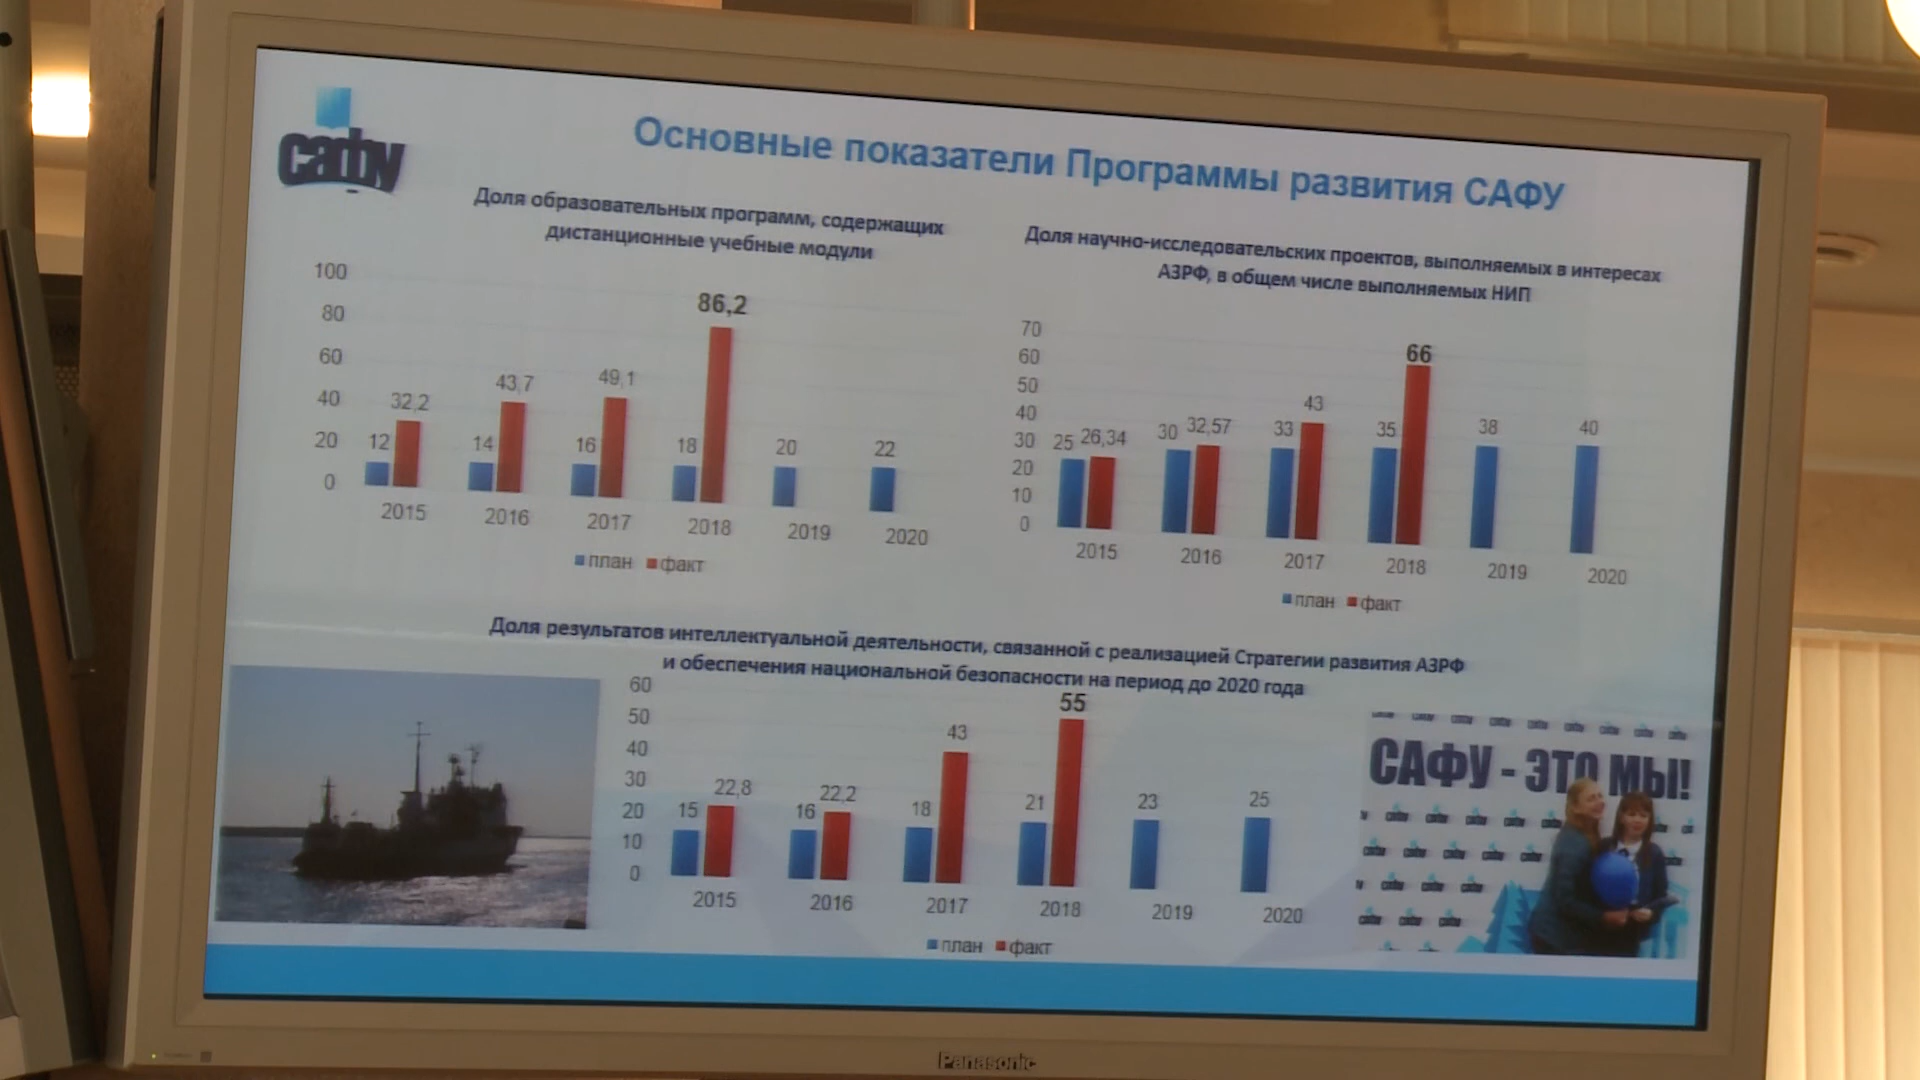 сафу
Основные показатели Программы развития САФУ
Доля образовательных программ, содержащих
дистанционные учебные модули
100
80
60
40
20
0
12 32,2
14 43,7
16 49,1
18 86,2
20
22
2015 2016 2017 2018 2019 2020
план факт
Доля научно-исследовательских проектов, выполняемых в интересах
АЗРФ, в общем числе выполняемых НИП
70
60
50
40
30
20
10
0
25 26,34
30 32,57
33 43
35 66
38
40
2015 2016 2017 2018 2019 2020
план факт
Доля результатов интеллектуальной деятельности, связанной с реализацией Стратегии развития АЗРФ
и обеспечения национальной безопасности на период до 2020 года
60
50
40
30
20
10
0
15 22,8
16 22,2
18 43
21 55
23
25
2015 2016 2017 2018 2019 2020
план факт
САФУ - ЭТО МЫ!
Panasonic